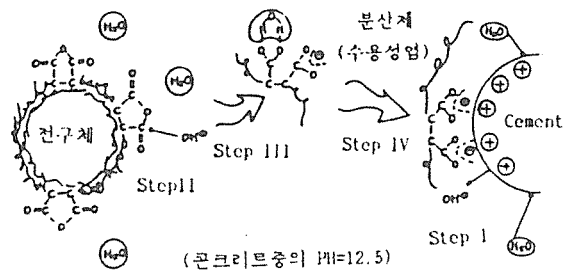 H₂O
분산제
(수용성염)
H₂O
H₂O
전구체
OH⊖
Step III
Step IV
Cement
StepII
OH⊖
Step I
H₂O
H₂O
(콘크리트중의 PH=12.5)